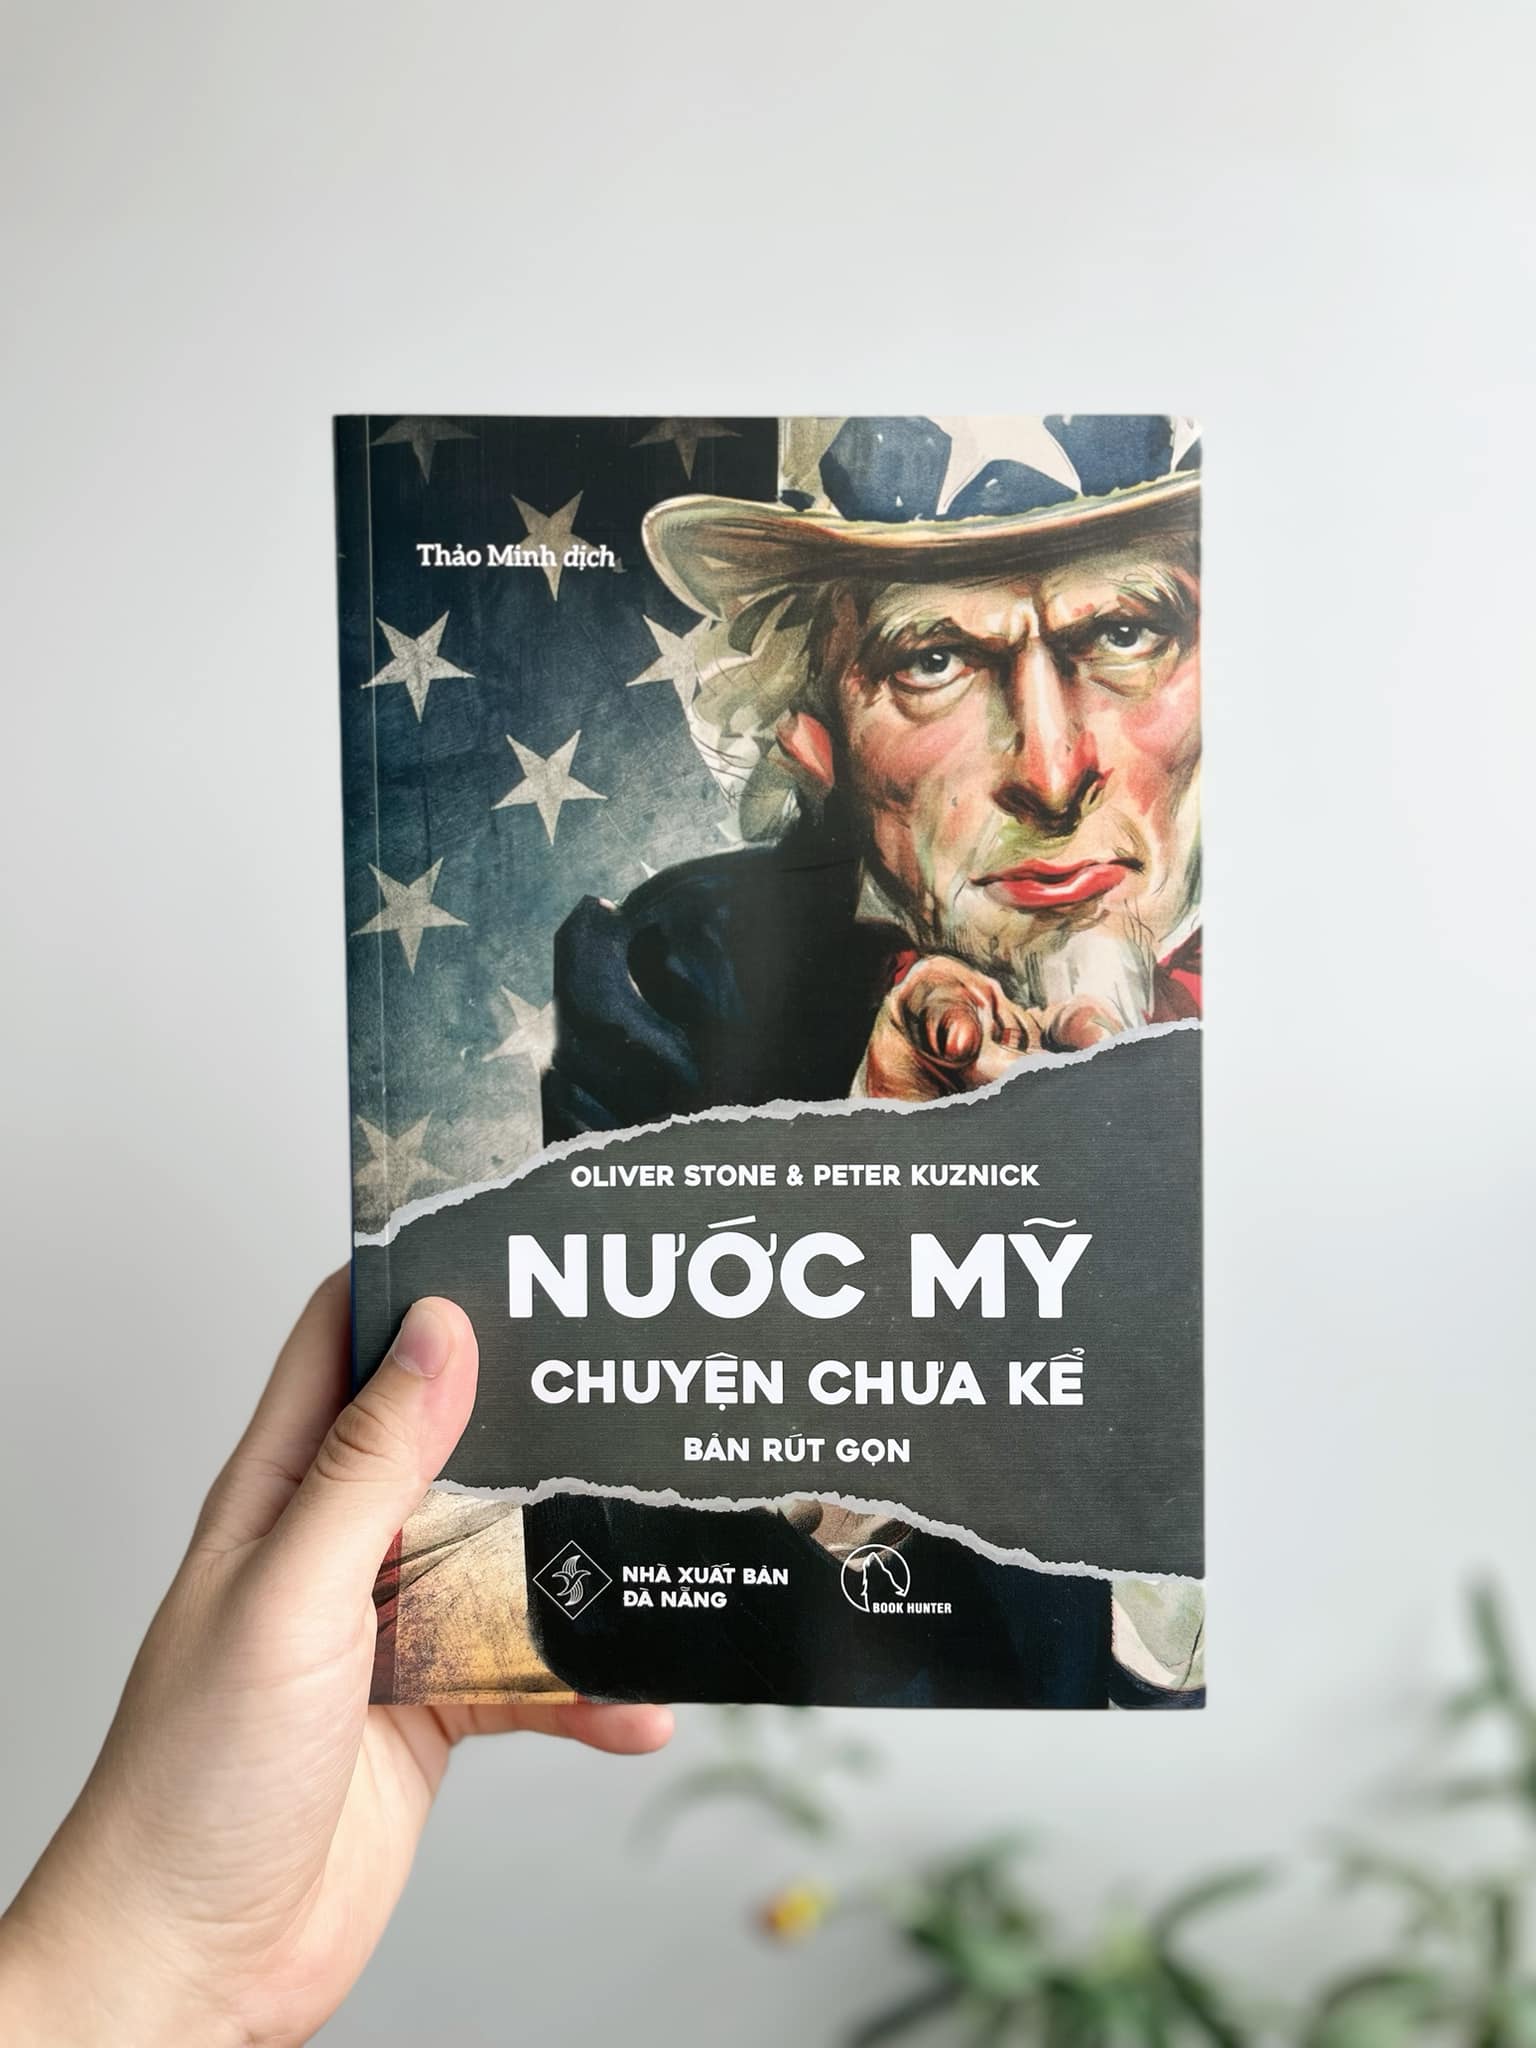 Thảo Minh dịch
OLIVER STONE & PETER KUZNICK
NƯỚC MỸ
CHUYỆN CHƯA KỂ
BẢN RÚT GỌN
NHÀ XUẤT BẢN
ĐÀ NẴNG
BOOK HUNTER